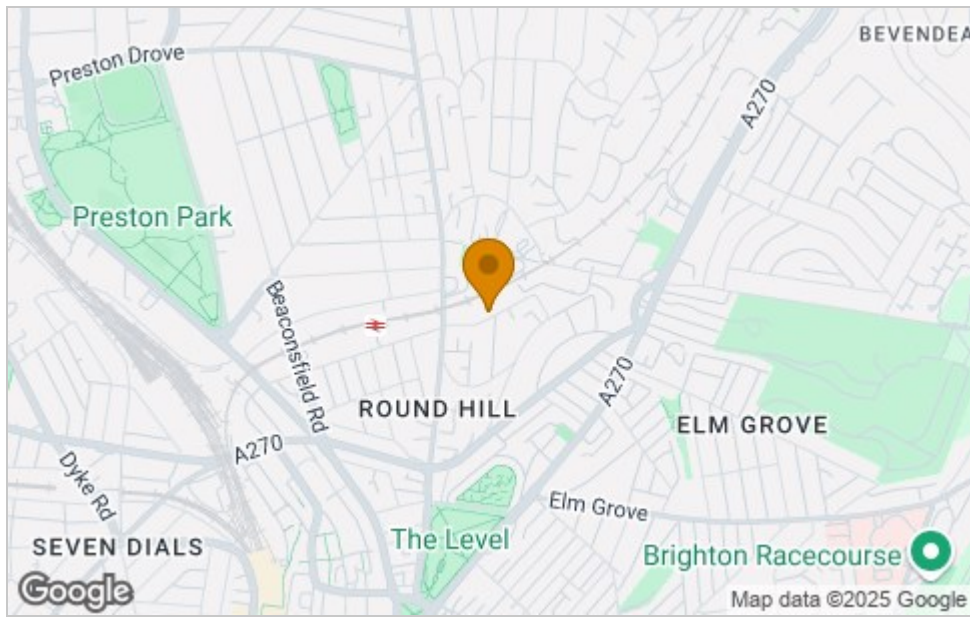 BEVENDEA
Preston Drove
A270
Preston Park
Beaconsfield Rd
A270
ROUND HILL
ELM GROVE
A270
Dyke Rd
Elm Grove
The Level
SEVEN DIALS
Brighton Racecourse
Google
Map data ©2025 Google